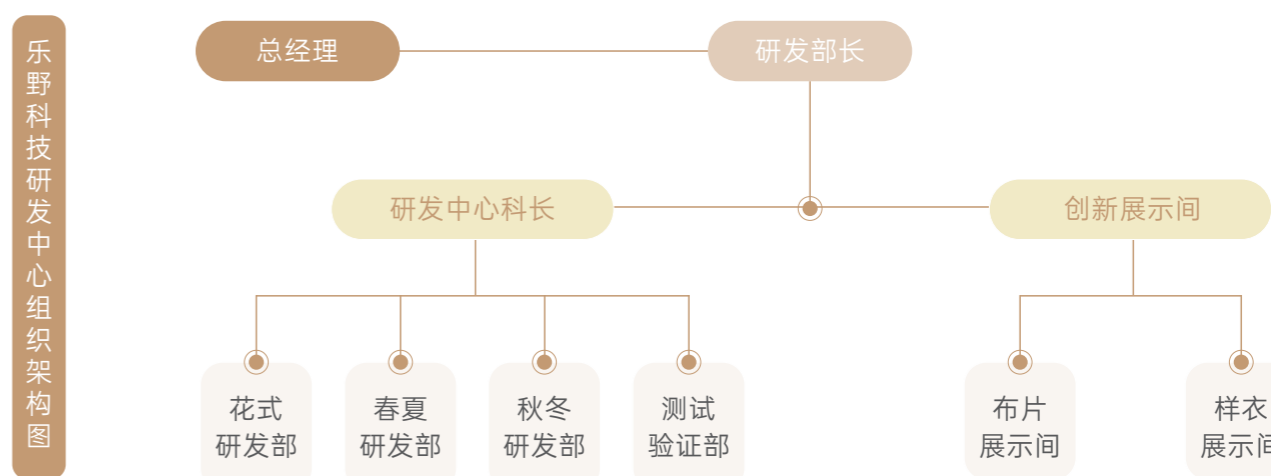 乐野科技研发中心组织架构图
总经理
研发部长
研发中心科长
创新展示间
花式
研发部
春夏
研发部
秋冬
研发部
测试
验证部
布片
展示间
样衣
展示间